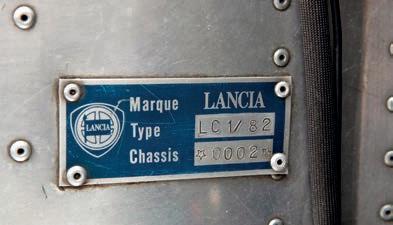 LANCIA
Marque LANCIA
Type LC1/82
Chassis ☆0002☆